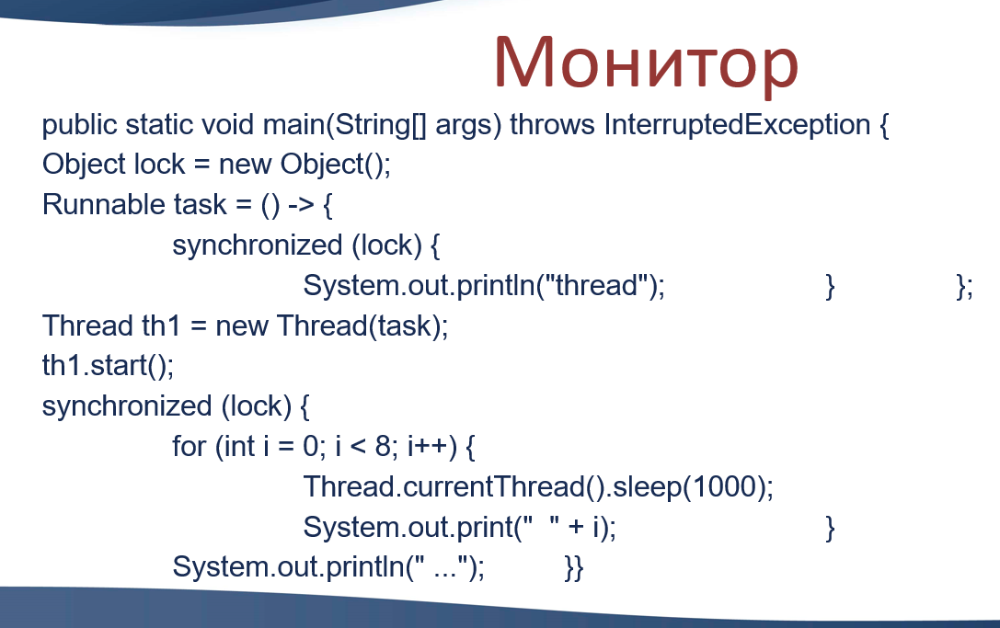 Монитор
public static void main(String[] args) throws InterruptedException {
Object lock = new Object();
Runnable task = () -> {
synchronized (lock) {
System.out.println("thread"); } };
Thread th1 = new Thread(task);
th1.start();
synchronized (lock) {
for (int i = 0; i < 8; i++) {
Thread.currentThread().sleep(1000);
System.out.print("  " + i); }
System.out.println(" ..."); }}